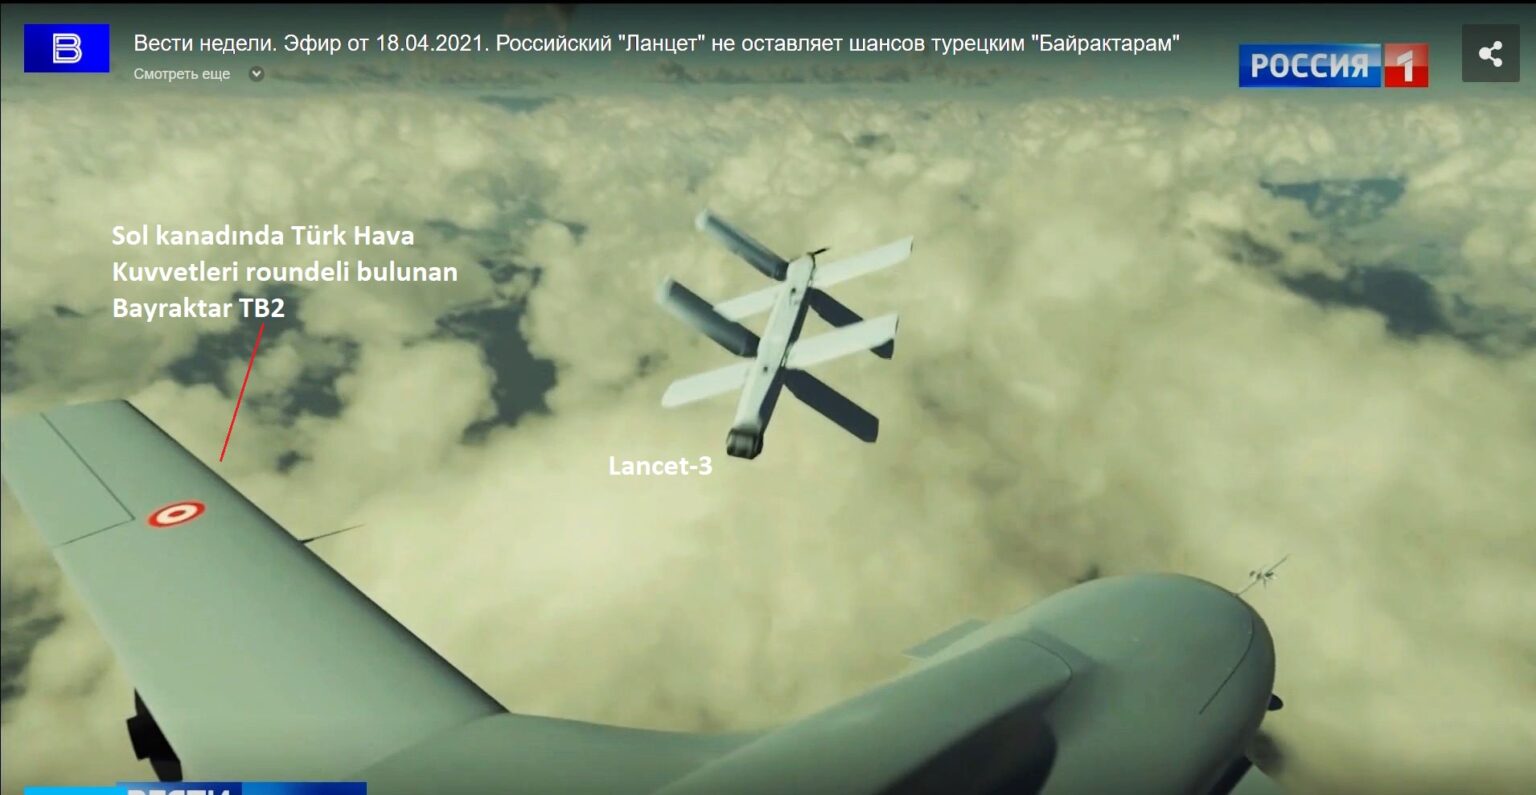 В
Вести недели. Эфир от 18.04.2021. Российский "Ланцет" не оставляет шансов турецким "Байрактарам"
Смотреть еще
РОССИЯ 1
Sol kanadında Türk Hava
Kuvvetleri roundeli bulunan
Bayraktar TB2
Lancet-3
ВЕСТИ